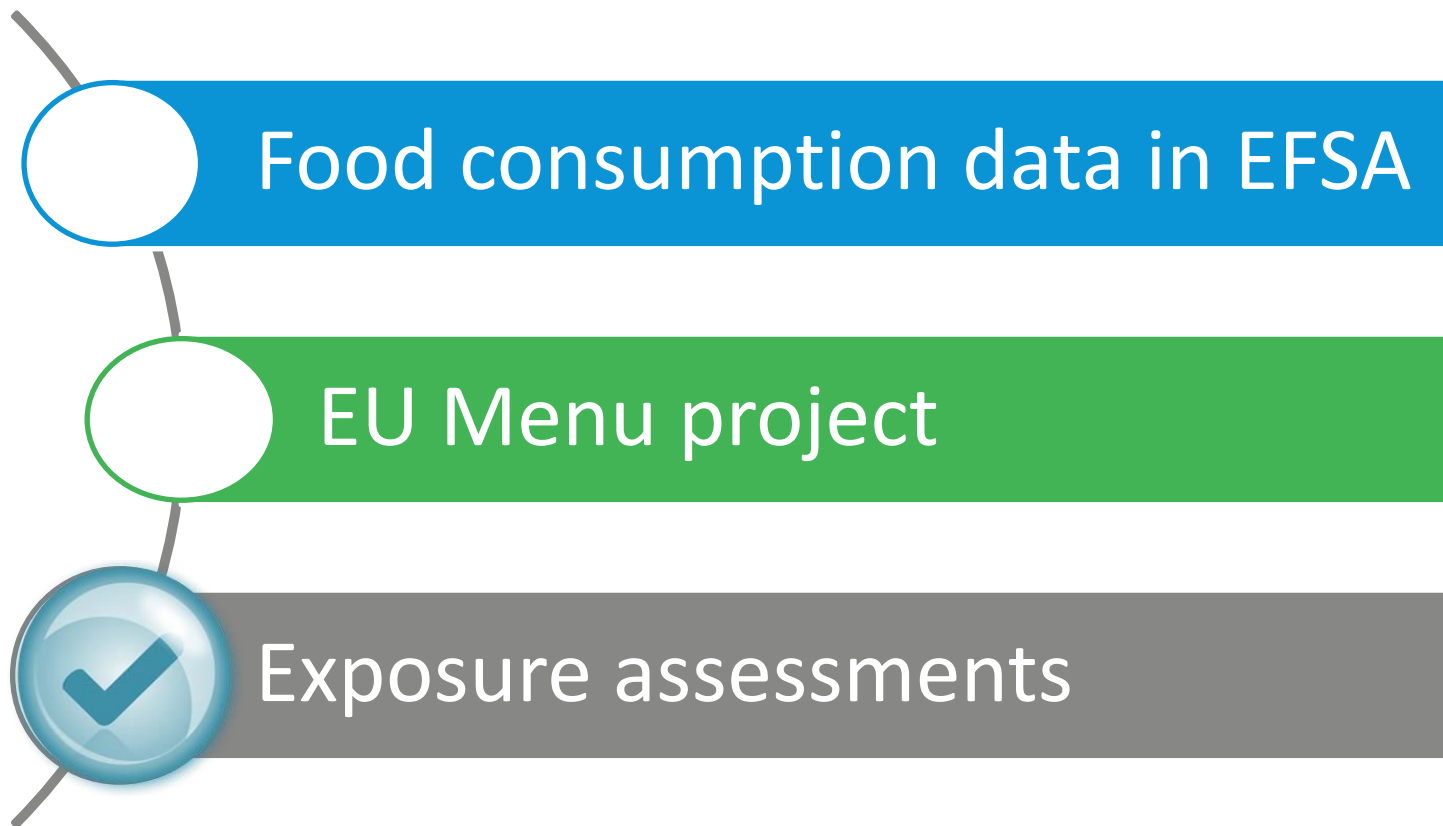 Food consumption data in EFSA
EU Menu project
Exposure assessments